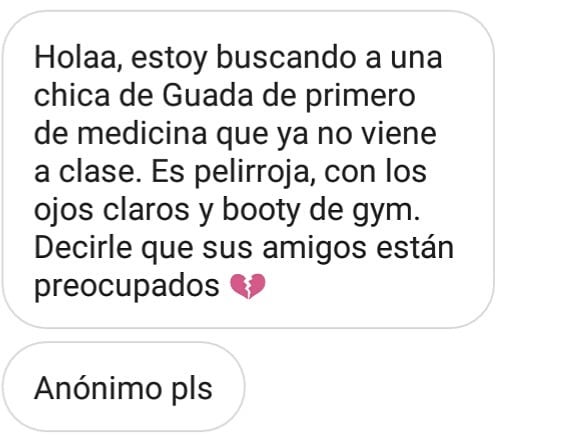 Holaa, estoy buscando a una
chica de Guada de primero
de medicina que ya no viene
a clase. Es pelirroja, con los
ojos claros y booty de gym.
Decirle que sus amigos están
preocupados 💔
Anónimo pls